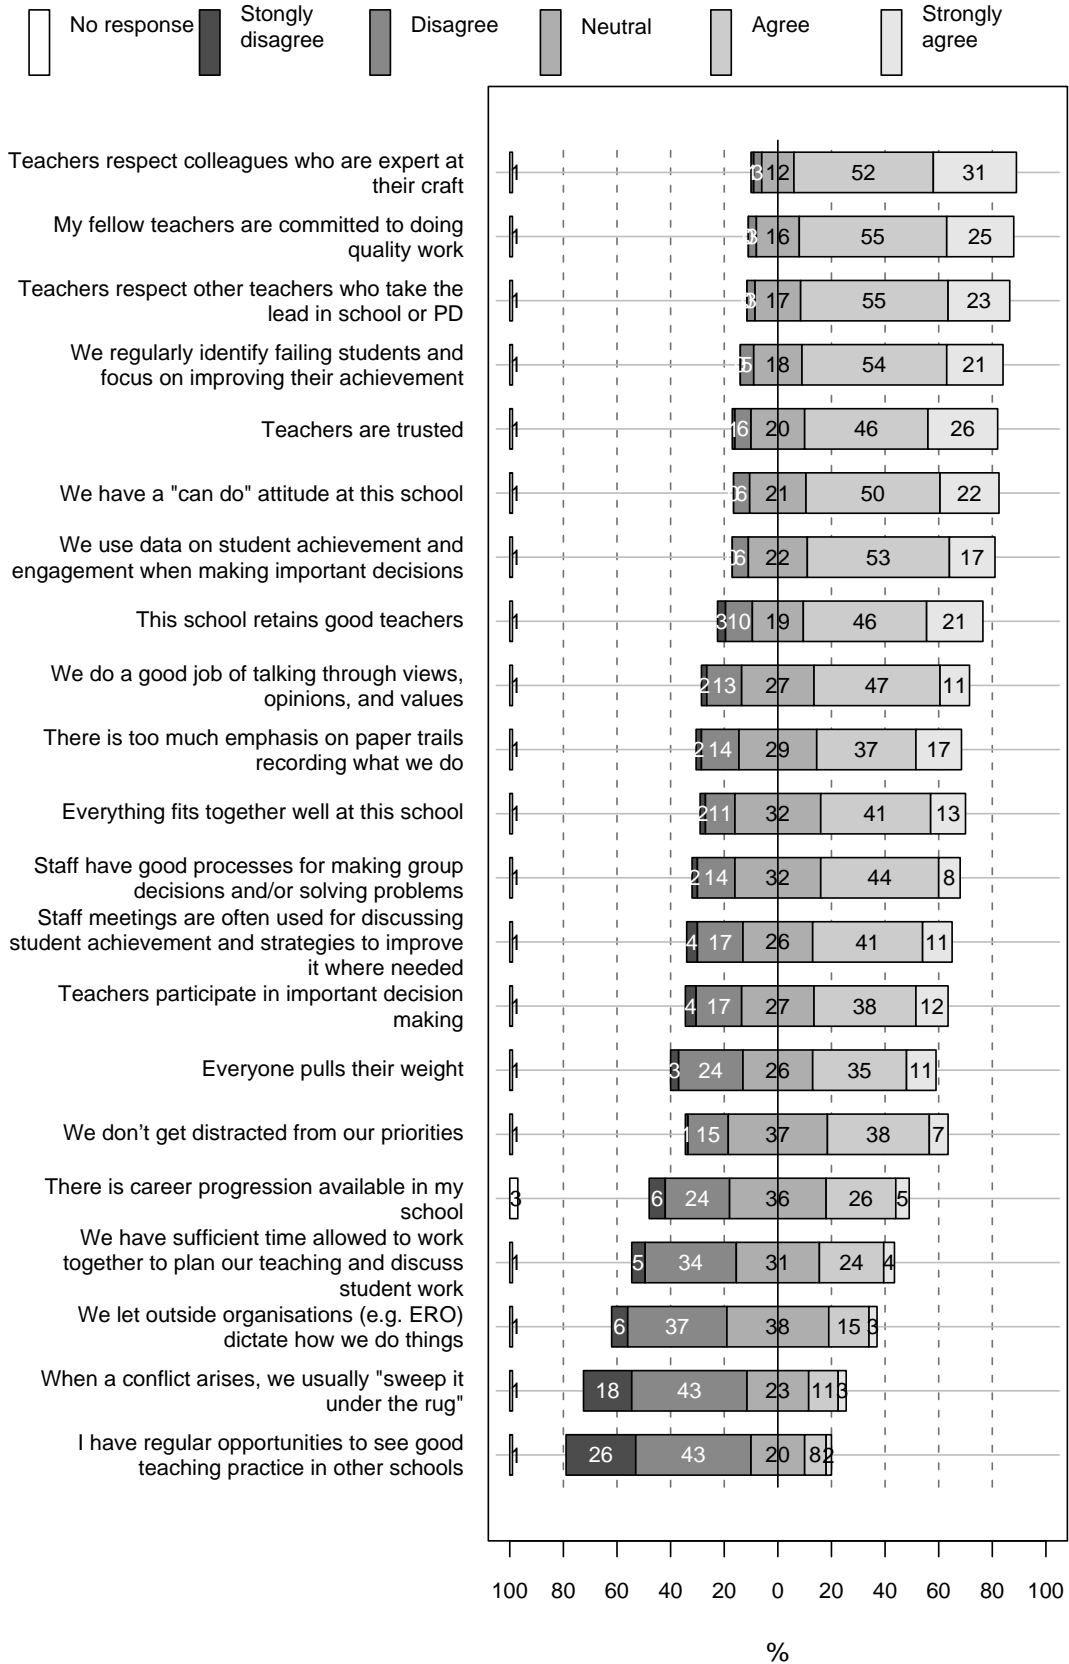 No response
Stongly
disagree
Disagree
Neutral
Agree
Strongly
agree
Teachers respect colleagues who are expert at
their craft
1 3 12 52 31
My fellow teachers are committed to doing
quality work
1 3 16 55 25
Teachers respect other teachers who take the
lead in school or PD
1 3 17 55 23
We regularly identify failing students and
focus on improving their achievement
1 5 18 54 21
Teachers are trusted
1 1 6 20 46 26
We have a "can do" attitude at this school
1 6 21 50 22
We use data on student achievement and
engagement when making important decisions
1 6 22 53 17
This school retains good teachers
1 3 10 19 46 21
We do a good job of talking through views,
opinions, and values
1 2 13 27 47 11
There is too much emphasis on paper trails
recording what we do
1 2 14 29 37 17
Everything fits together well at this school
1 2 11 32 41 13
Staff have good processes for making group
decisions and/or solving problems
1 2 14 32 44 8
Staff meetings are often used for discussing
student achievement and strategies to improve
it where needed
1 4 17 26 41 11
Teachers participate in important decision
making
1 4 17 27 38 12
Everyone pulls their weight
1 3 24 26 35 11
We don't get distracted from our priorities
1 1 15 37 38 7
There is career progression available in my
school
3 6 24 36 26 5
We have sufficient time allowed to work
together to plan our teaching and discuss
student work
1 5 34 31 24 4
We let outside organisations (e.g. ERO)
dictate how we do things
1 6 37 38 15 3
When a conflict arises, we usually "sweep it
under the rug"
1 18 43 23 11 3
I have regular opportunities to see good
teaching practice in other schools
1 26 43 20 8 2
100 80 60 40 20 0 20 40 60 80 100
%